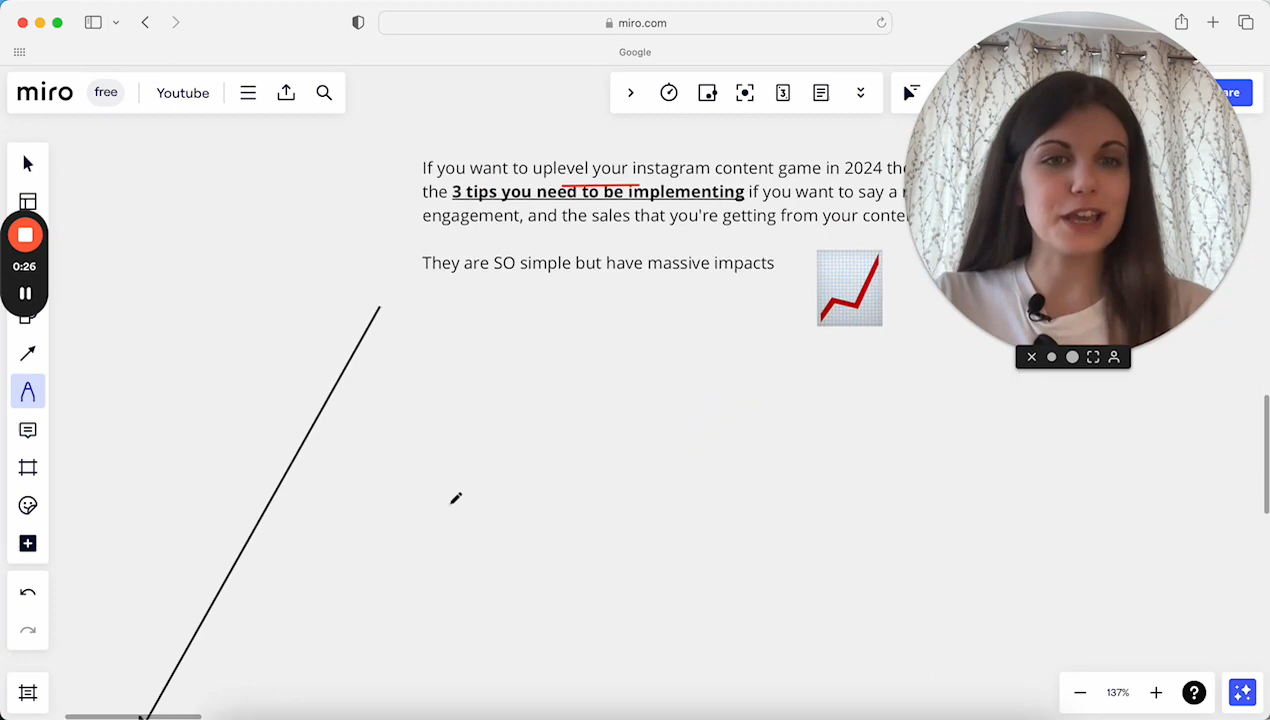 miro.com
Google
miro free Youtube
3
If you want to uplevel your instagram content game in 2024
the 3 tips you need to be implementing if you want to say a
engagement, and the sales that you're getting from your
They are SO simple but have massive impacts
0:26
137%
?